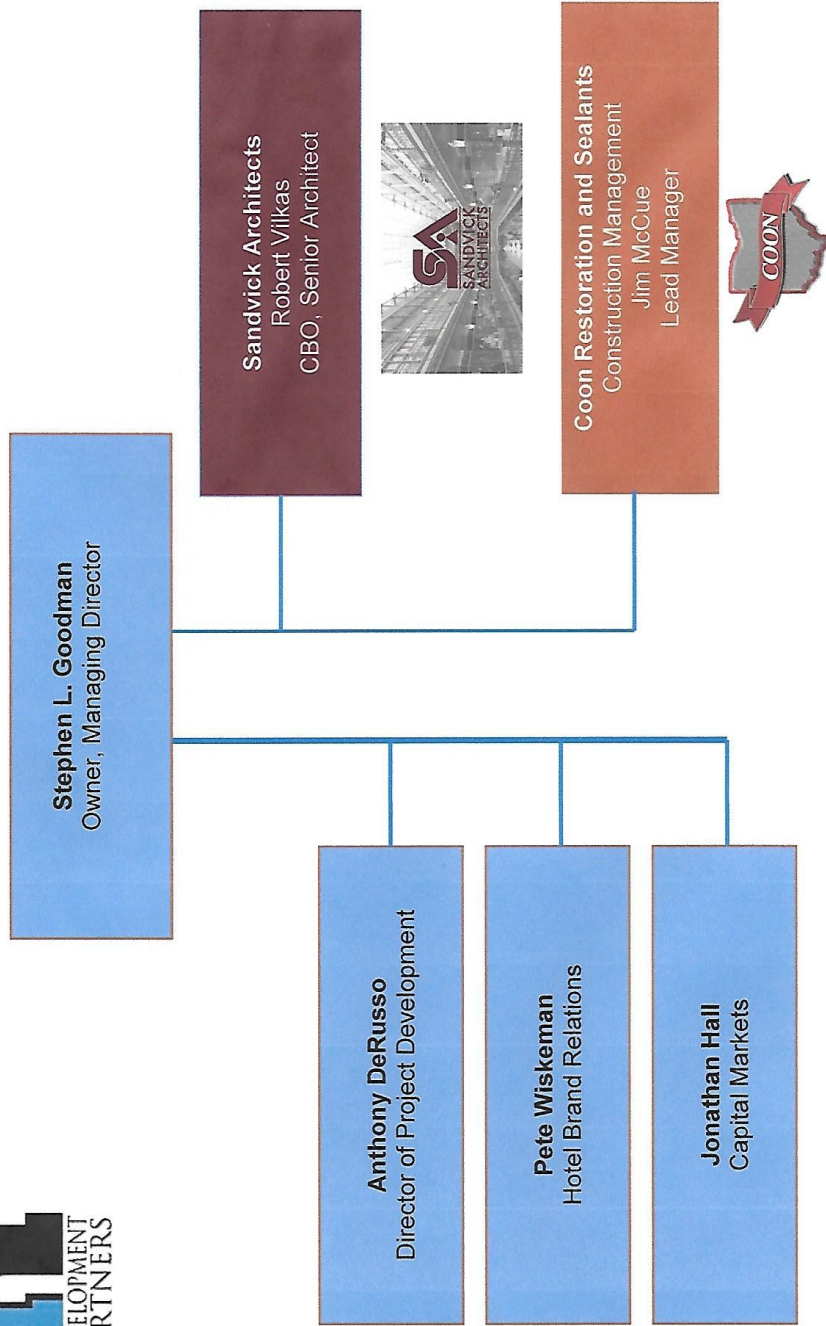 ELOPMENT
RTNERS
Stephen L. Goodman
Owner, Managing Director
Anthony DeRusso
Director of Project Development
Pete Wiskeman
Hotel Brand Relations
Jonathan Hall
Capital Markets
Sandvick Architects
Robert Vilkas
CBO, Senior Architect
SA
SANDVICK
ARCHITECTS
Coon Restoration and Sealants
Construction Management
Jim McCue
Lead Manager
COON